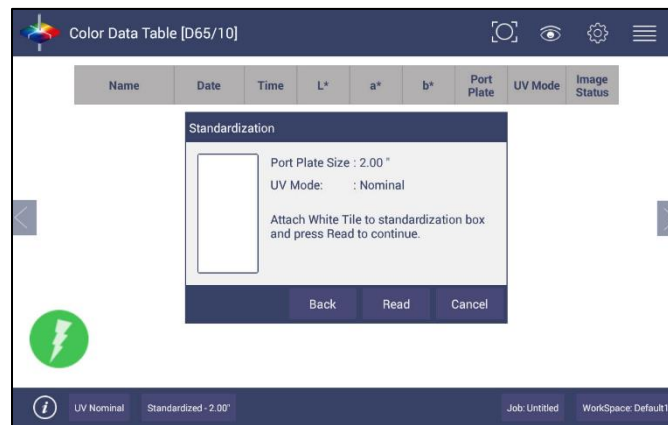 Color Data Table [D65/10]
Name Date Time L* a* b* Port Plate UV Mode Image Status
Standardization
Port Plate Size : 2.00 "
UV Mode: : Nominal
Attach White Tile to standardization box
and press Read to continue.
Back Read Cancel
i UV Nominal Standardized - 2.00" Job: Untitled WorkSpace: Default1